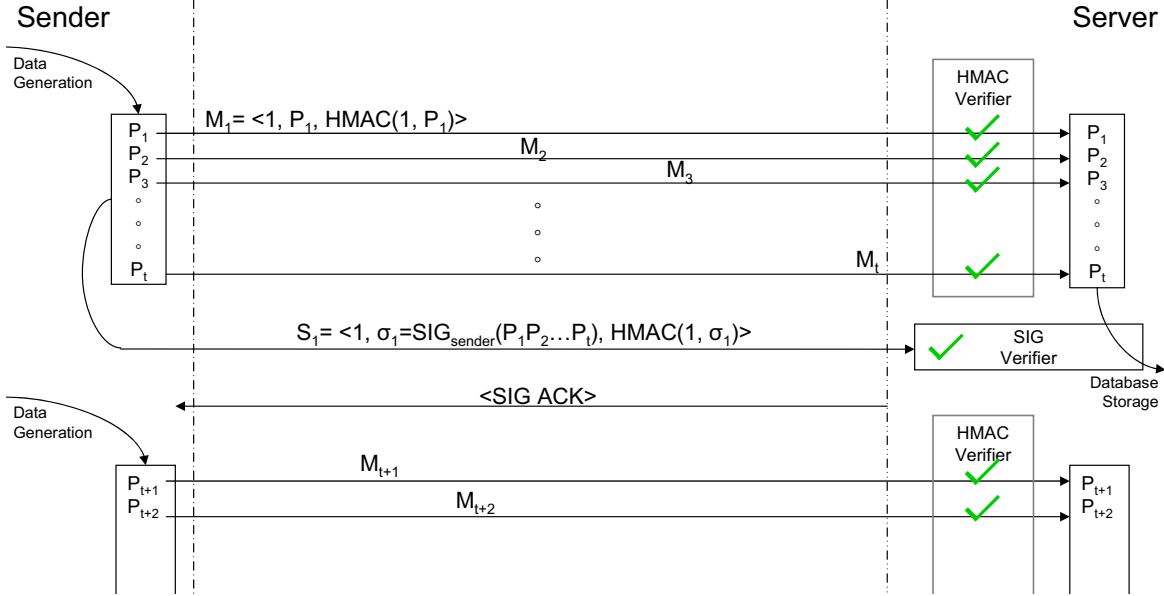 Sender
Server
Data
Generation
HMAC
Verifier
M₁= <1, P₁, HMAC(1, P₁)>
P₁
P₁
M₂
P₂
P₂
M₃
P₃
P₃
Mₜ
Pₜ
Pₜ
S₁= <1, σ₁=SIG_sender(P₁P₂…Pₜ), HMAC(1, σ₁)>
SIG
Verifier
Database
Storage
<SIG ACK>
Data
Generation
HMAC
Verifier
Mₜ₊₁
Pₜ₊₁
Pₜ₊₁
Mₜ₊₂
Pₜ₊₂
Pₜ₊₂